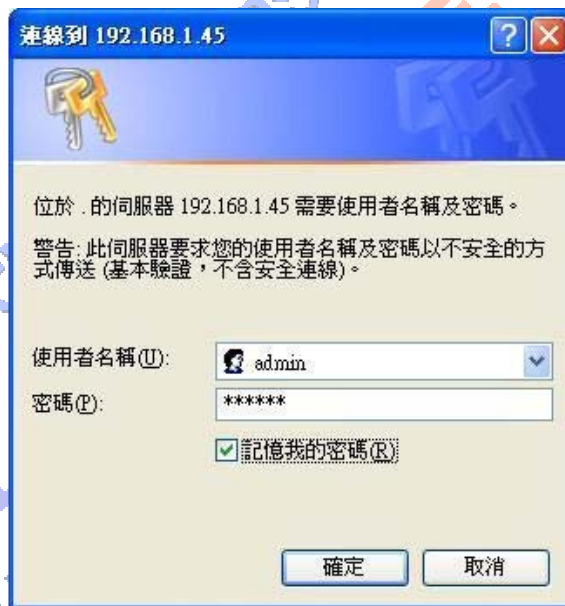 連線到 192.168.1.45
位於 . 的伺服器 192.168.1.45 需要使用者名稱及密碼。
警告: 此伺服器要求您的使用者名稱及密碼以不安全的方
式傳送 (基本驗證，不含安全連線)。
使用者名稱(U): admin
密碼(P): ******
記憶我的密碼(R)
確定 取消